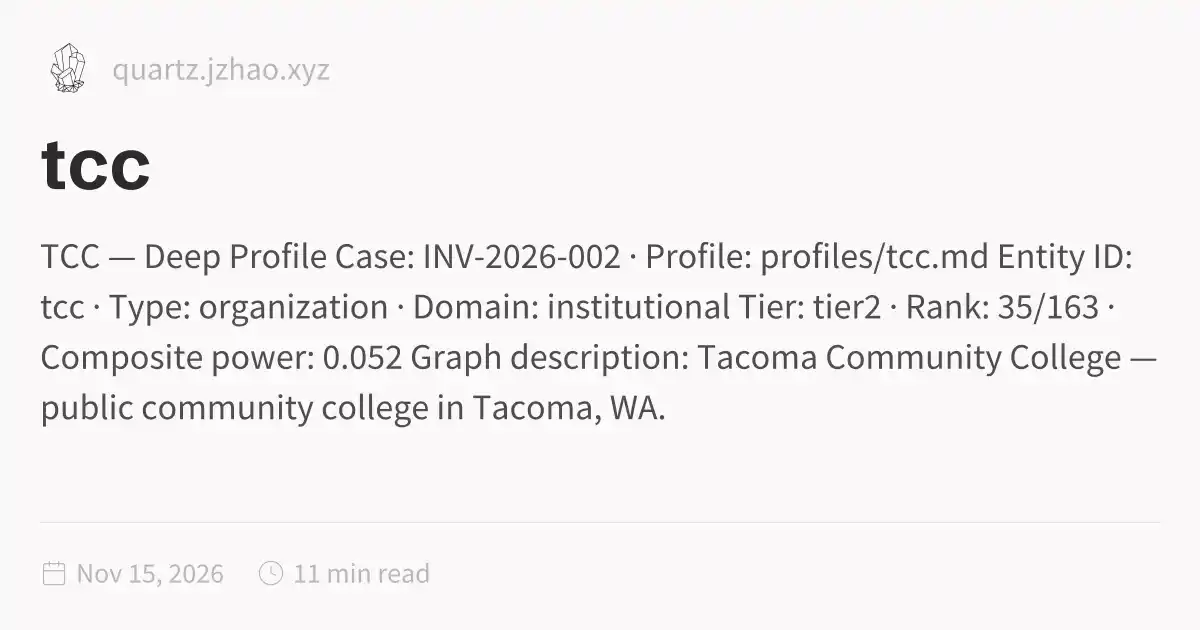 quartz.jzhao.xyz
tcc
TCC — Deep Profile Case: INV-2026-002 · Profile: profiles/tcc.md Entity ID:
tcc · Type: organization · Domain: institutional Tier: tier2 · Rank: 35/163 ·
Composite power: 0.052 Graph description: Tacoma Community College —
public community college in Tacoma, WA.
Nov 15, 2026 11 min read